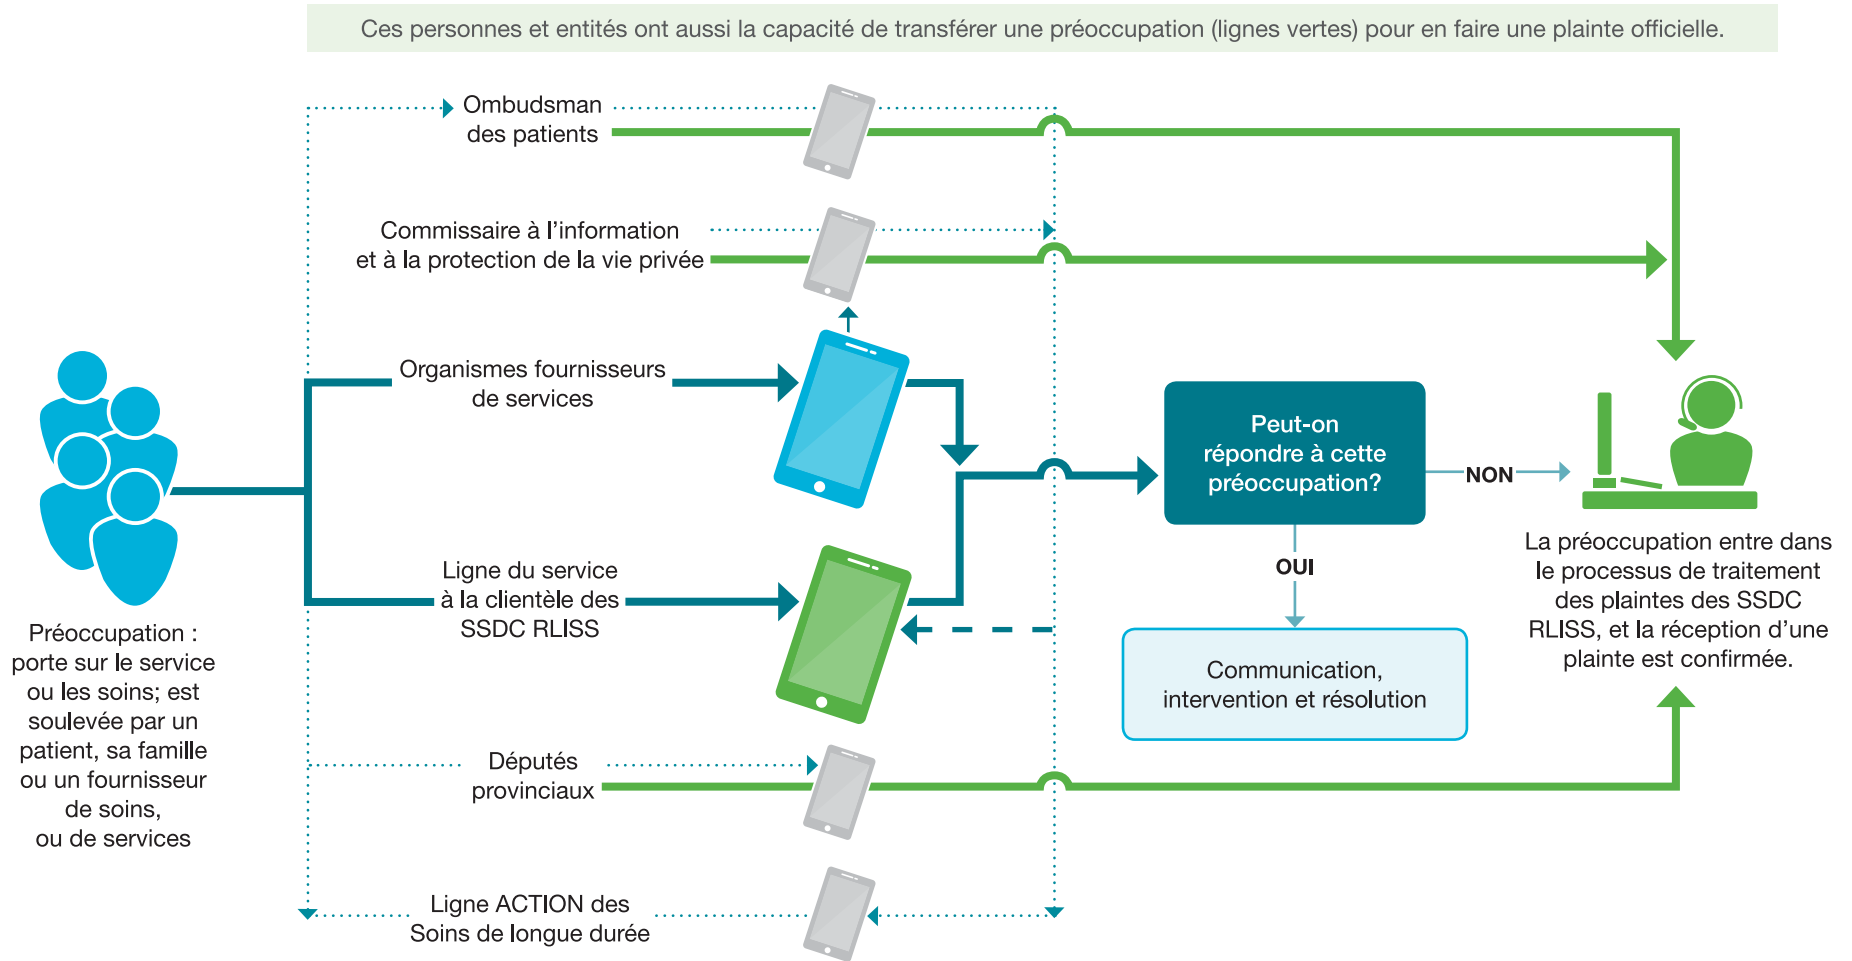 Ces personnes et entités ont aussi la capacité de transférer une préoccupation (lignes vertes) pour en faire une plainte officielle.
Ombudsman
des patients
Commissaire à l’information
et à la protection de la vie privée
Organismes fournisseurs
de services
Ligne du service
à la clientèle des
SSDC RLISS
Députés
provinciaux
Ligne ACTION des
Soins de longue durée
Préoccupation :
porte sur le service
ou les soins; est
soulevée par un
patient, sa famille
ou un fournisseur
de soins,
ou de services
Peut-on
répondre à cette
préoccupation?
NON
OUI
Communication,
intervention et résolution
La préoccupation entre dans
le processus de traitement
des plaintes des SSDC
RLISS, et la réception d’une
plainte est confirmée.